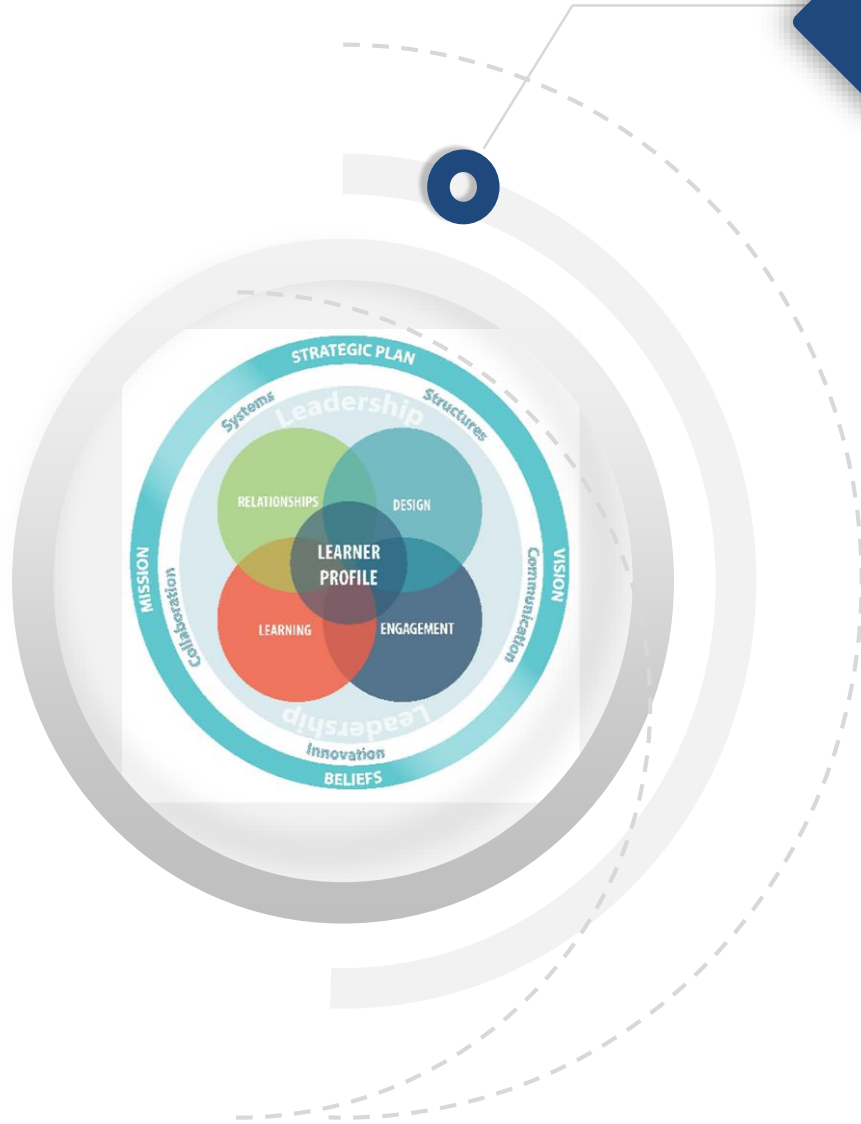 STRATEGIC PLAN
Systems
Structures
Leadership
RELATIONSHIPS
DESIGN
LEARNER
PROFILE
MISSION
VISION
Collaboration
Communication
LEARNING
ENGAGEMENT
Leadership
Innovation
BELIEFS